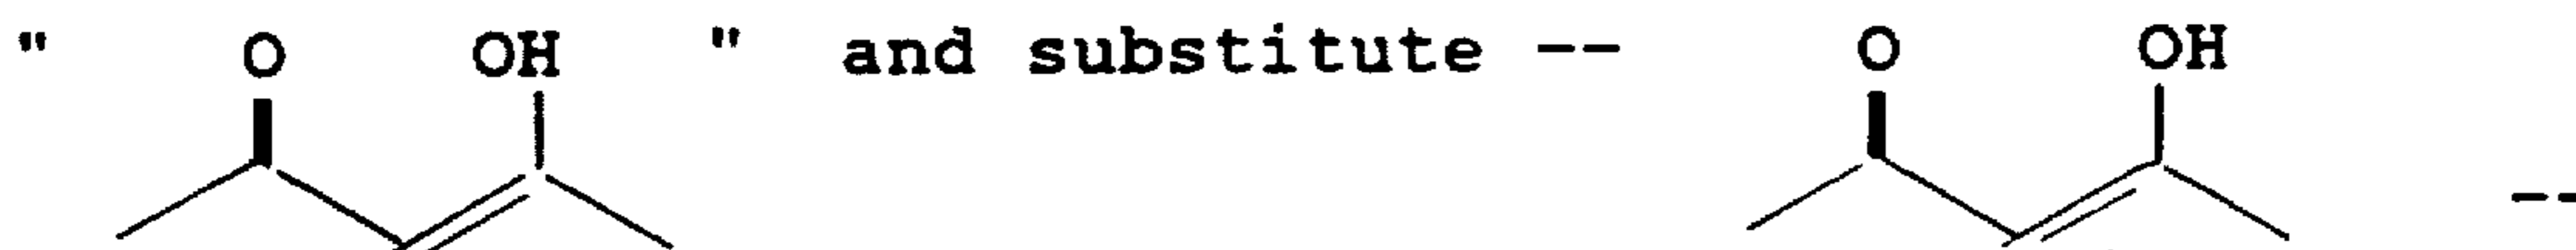 " O OH " and substitute -- O OH --